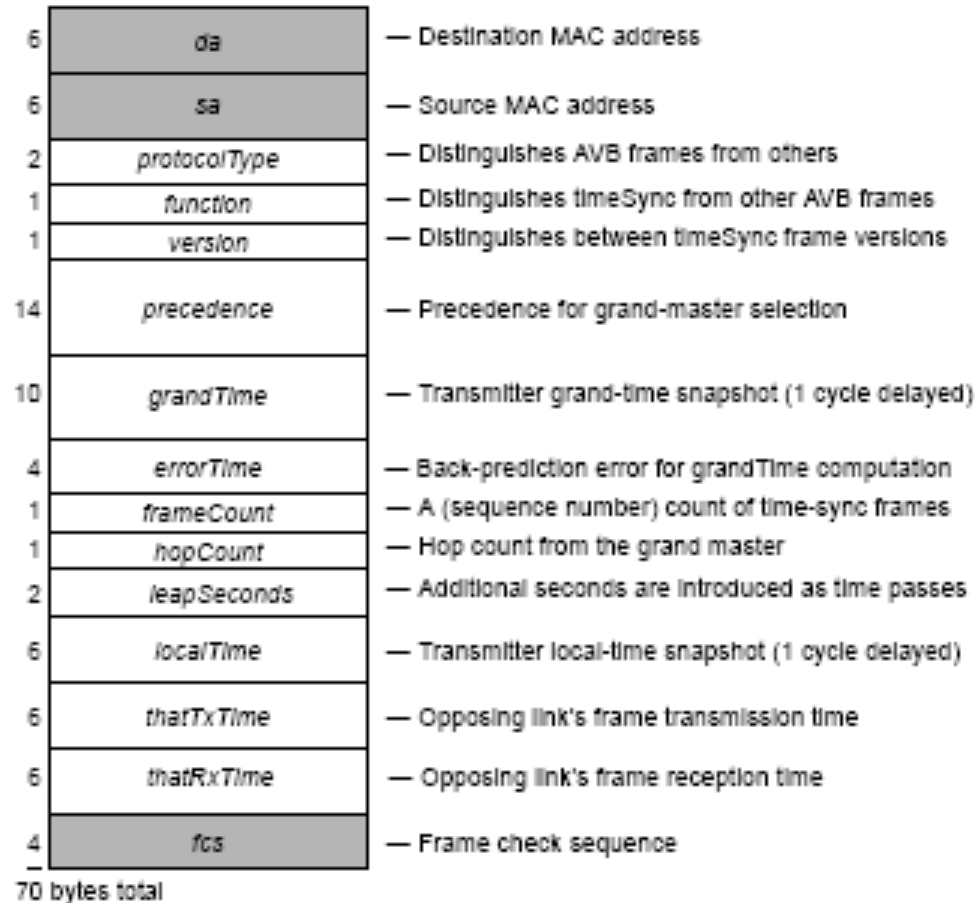 6 da — Destination MAC address
6 sa — Source MAC address
2 protocolType — Distinguishes AVB frames from others
1 function — Distinguishes timeSync from other AVB frames
1 version — Distinguishes between timeSync frame versions
14 precedence — Precedence for grand-master selection
10 grandTime — Transmitter grand-time snapshot (1 cycle delayed)
4 errorTime — Back-prediction error for grandTime computation
1 frameCount — A (sequence number) count of time-sync frames
1 hopCount — Hop count from the grand master
2 leapSeconds — Additional seconds are introduced as time passes
6 localTime — Transmitter local-time snapshot (1 cycle delayed)
6 thatTxTime — Opposing link's frame transmission time
6 thatRxTime — Opposing link's frame reception time
4 fcs — Frame check sequence
70 bytes total